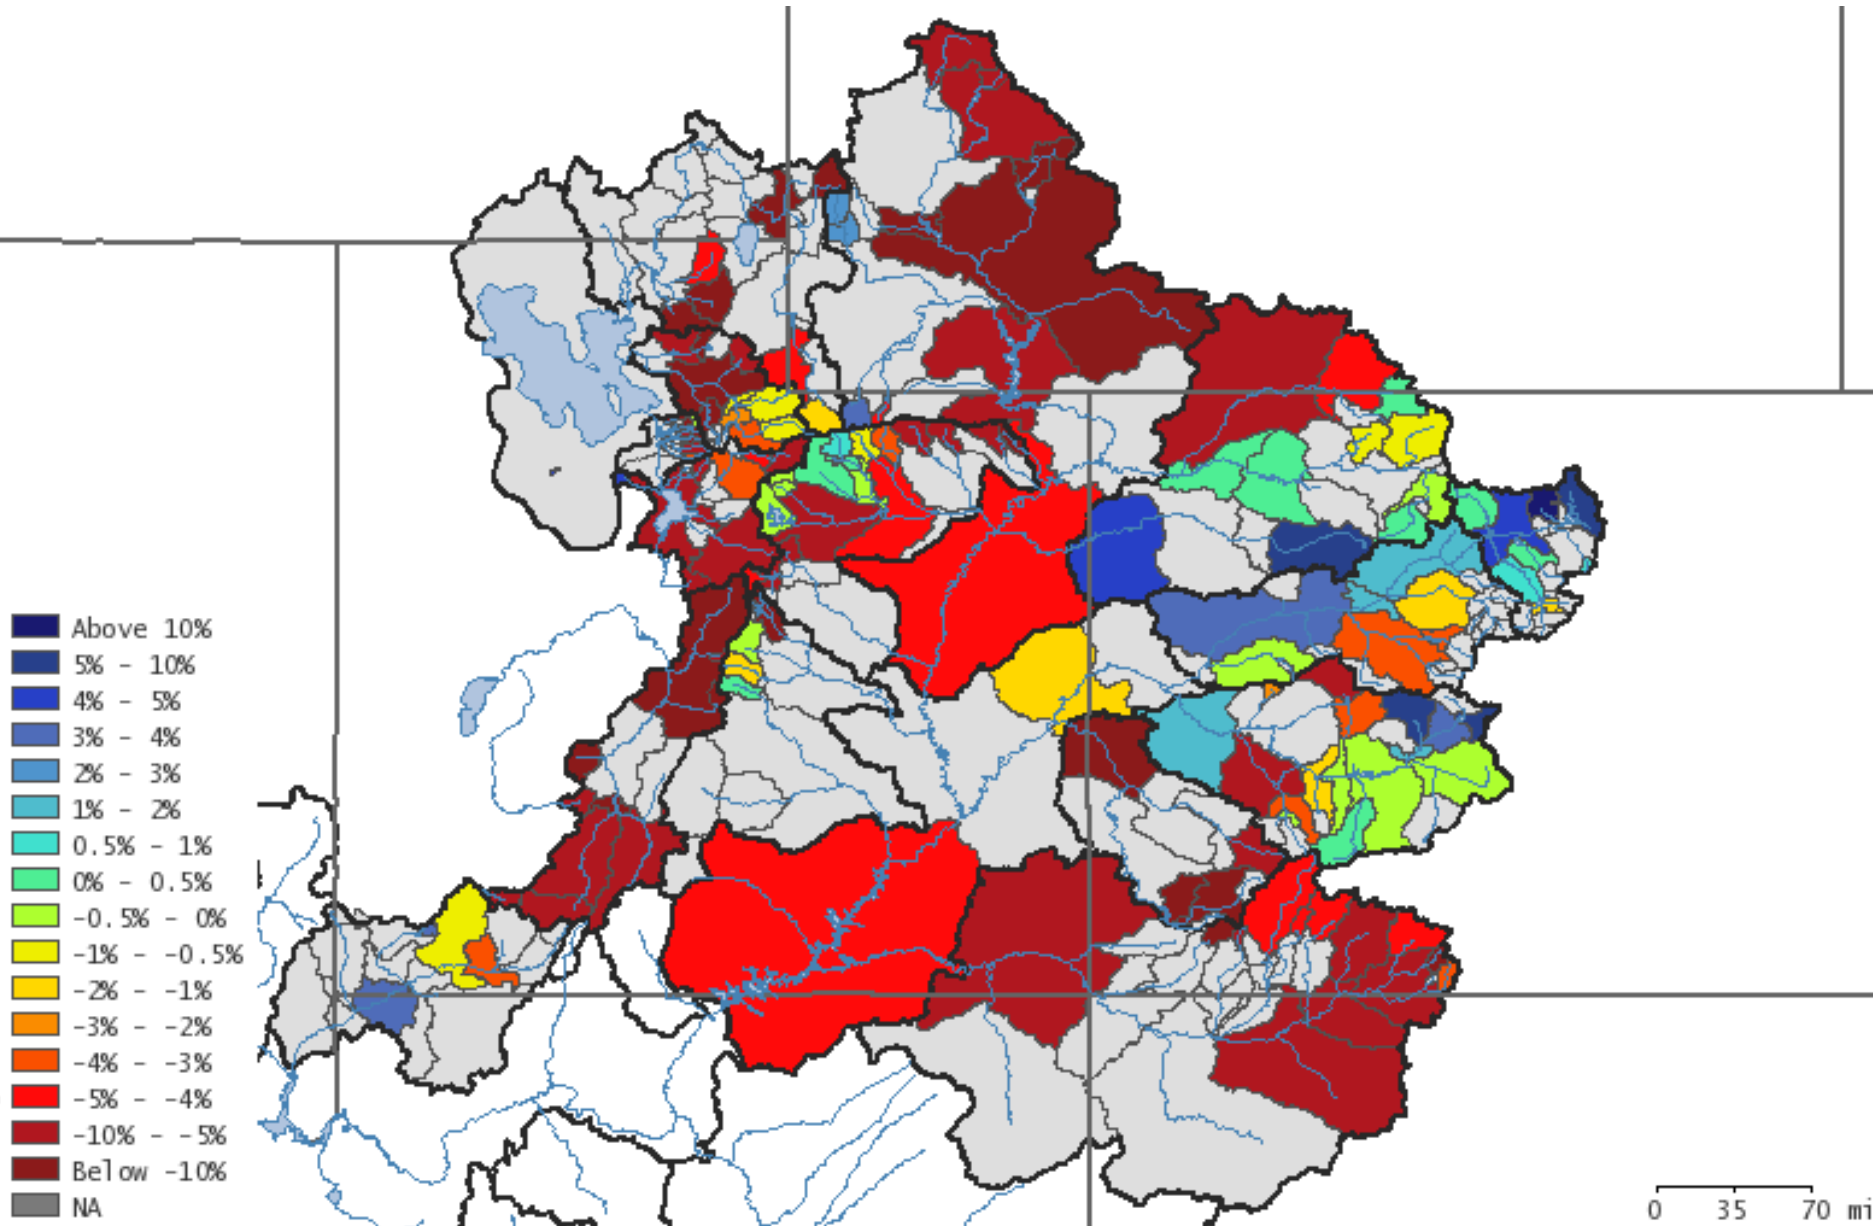 Above 10%
5% - 10%
4% - 5%
3% - 4%
2% - 3%
1% - 2%
0.5% - 1%
0% - 0.5%
-0.5% - 0%
-1% - -0.5%
-2% - -1%
-3% - -2%
-4% - -3%
-5% - -4%
-10% - -5%
Below -10%
NA
0 35 70 mi